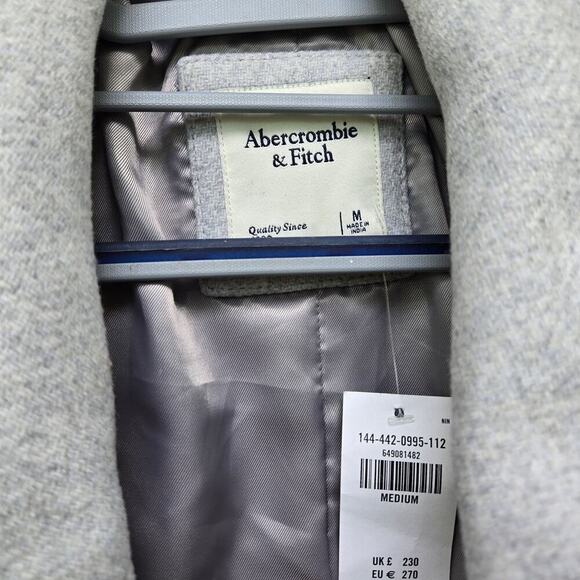 Abercrombie
& Fitch
Quality Since
M
MADE IN
INDIA
144-442-0995-112
649081482
MEDIUM
UK £ 230
EU € 270